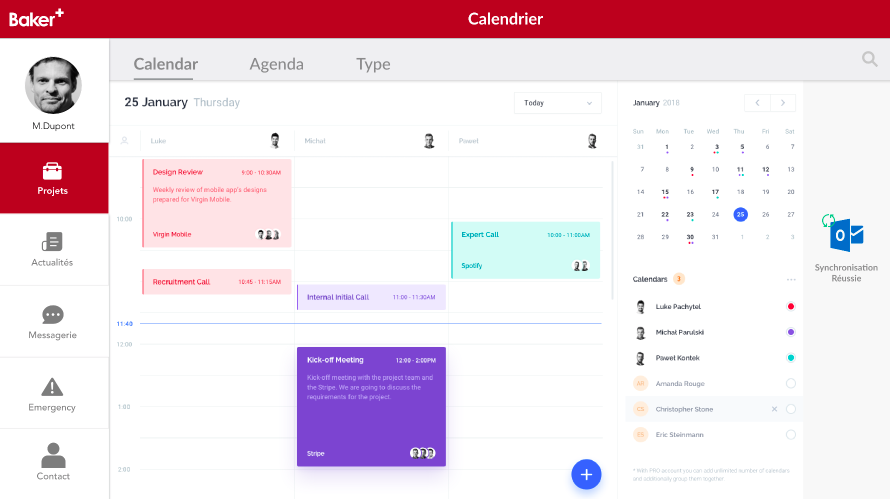 Baker+
Calendrier
M.Dupont
Projets
Actualités
Messagerie
Emergency
Contact
Calendar Agenda Type
25 January Thursday
Today
Luke Michał Paweł
10:00
11:40
12:00
1:00
2:00
Design Review 9:00 - 10:30AM
Weekly review of mobile app's designs
prepared for Virgin Mobile.
Virgin Mobile
Recruitment Call 10:45 - 11:15AM
Internal Initial Call 11:00 - 11:30AM
Kick-off Meeting 12:00 - 2:00PM
Kick-off meeting with the project team and
the Stripe. We are going to discuss the
requirements for the project.
Stripe
Expert Call 10:00 - 11:00AM
Spotify
+
January 2018
Sun Mon Tue Wed Thu Fri Sat
31 1 2 3 5 6 7
7 8 9 10 11 12 13
14 15 16 17 18 19 20
21 22 23 24 25 26 27
28 29 30 31 1 2 3
Calendars 3
Luke Pachytel
Michał Parulski
Paweł Kontek
AR Amanda Rouge
CS Christopher Stone
ES Eric Steinmann
* With PRO account you can add unlimited number of calendars
and additionally group them together.
Synchronisation
Réussie